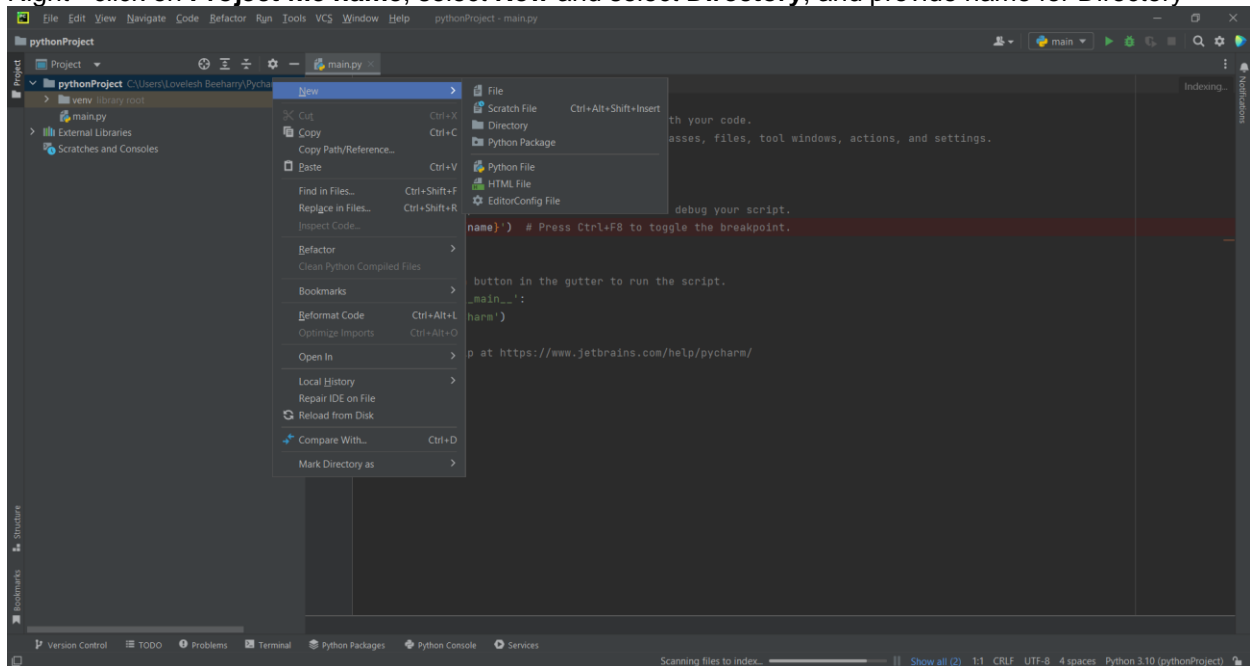 Right - click on Project file name, select New and select Directory, and provide name for Directory
File Edit View Navigate Code Refactor Run Tools VCS Window Help pythonProject - main.py
pythonProject
main
Project
main.py
pythonProject C:\Users\Lovelesh Beeharry\Pycha
venv library root
main.py
External Libraries
Scratches and Consoles
New
Cut Ctrl+X
Copy Ctrl+C
Copy Path/Reference...
Paste Ctrl+V
Find in Files... Ctrl+Shift+F
Replace in Files... Ctrl+Shift+R
Inspect Code...
Refactor
Clean Python Compiled Files
Bookmarks
Reformat Code Ctrl+Alt+L
Optimize Imports Ctrl+Alt+O
Open In
Local History
Repair IDE on File
Reload from Disk
Compare With... Ctrl+D
Mark Directory as
File
Scratch File Ctrl+Alt+Shift+Insert
Directory
Python Package
Python File
HTML File
EditorConfig File
Indexing...
th your code.
asses, files, tool windows, actions, and settings.
debug your script.
name}') # Press Ctrl+F8 to toggle the breakpoint.
button in the gutter to run the script.
_main__':
harm')
p at https://www.jetbrains.com/help/pycharm/
Project
Structure
Bookmarks
Notifications
Version Control TODO Problems Terminal Python Packages Python Console Services
Scanning files to index... Show all (2) 1:1 CRLF UTF-8 4 spaces Python 3.10 (pythonProject)